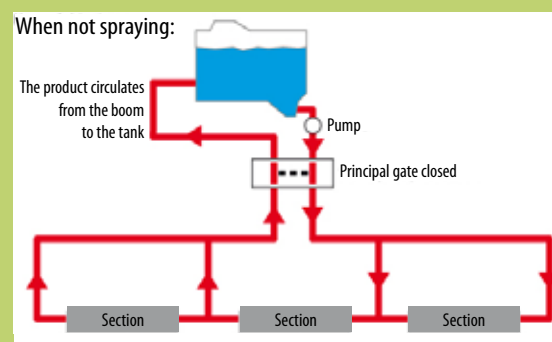 When not spraying:
The product circulates
from the boom
to the tank
Pump
Principal gate closed
Section
Section
Section